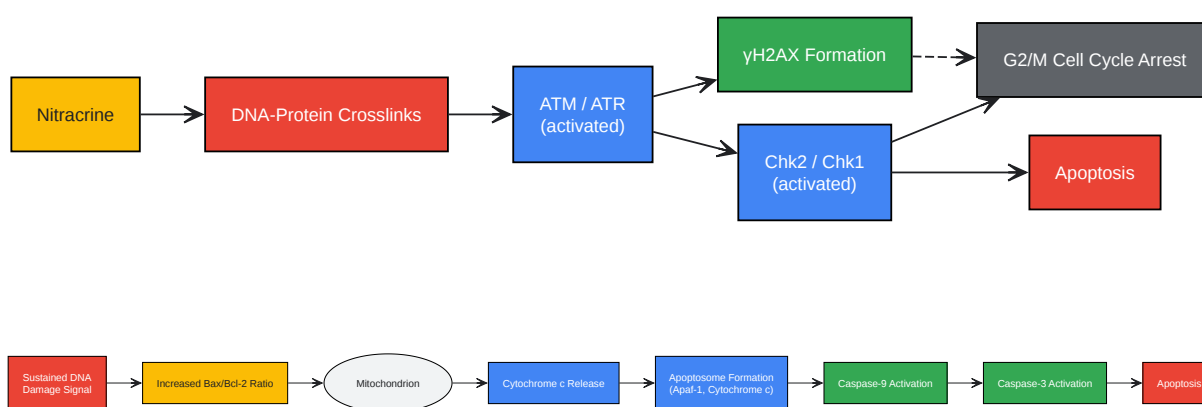 Nitracrine
DNA-Protein Crosslinks
ATM / ATR
(activated)
γH2AX Formation
Chk2 / Chk1
(activated)
G2/M Cell Cycle Arrest
Apoptosis
Sustained DNA
Damage Signal
Increased Bax/Bcl-2 Ratio
Mitochondrion
Cytochrome c Release
Apoptosome Formation
(Apaf-1, Cytochrome c)
Caspase-9 Activation
Caspase-3 Activation
Apoptosis